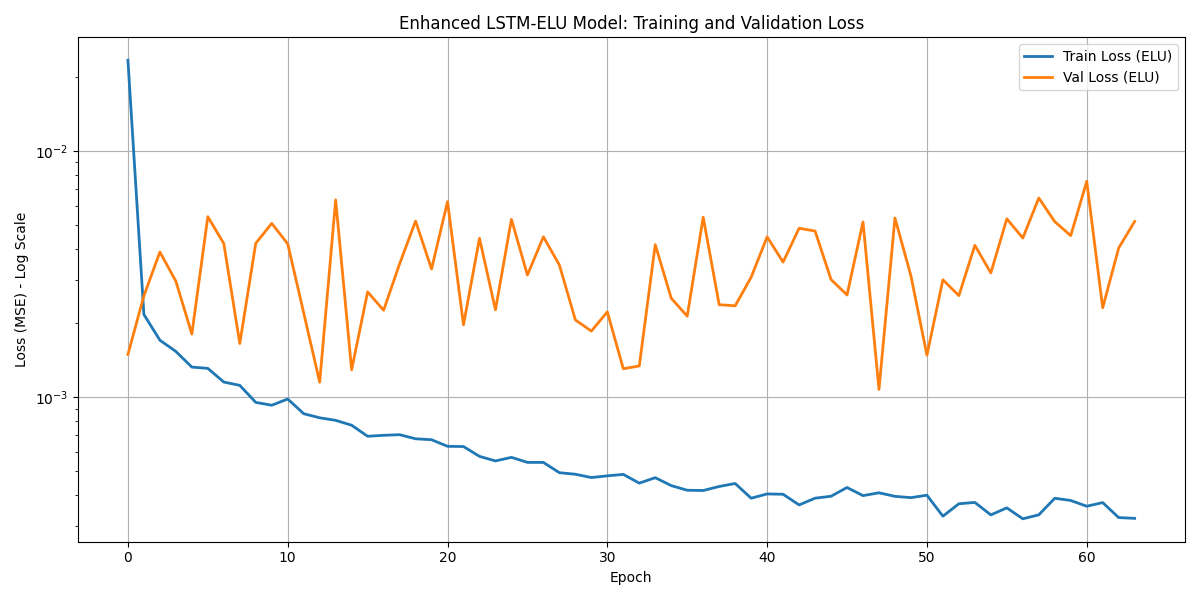 Enhanced LSTM-ELU Model: Training and Validation Loss
Train Loss (ELU)
Val Loss (ELU)
Loss (MSE) - Log Scale
10⁻²
10⁻³
0 10 20 30 40 50 60
Epoch